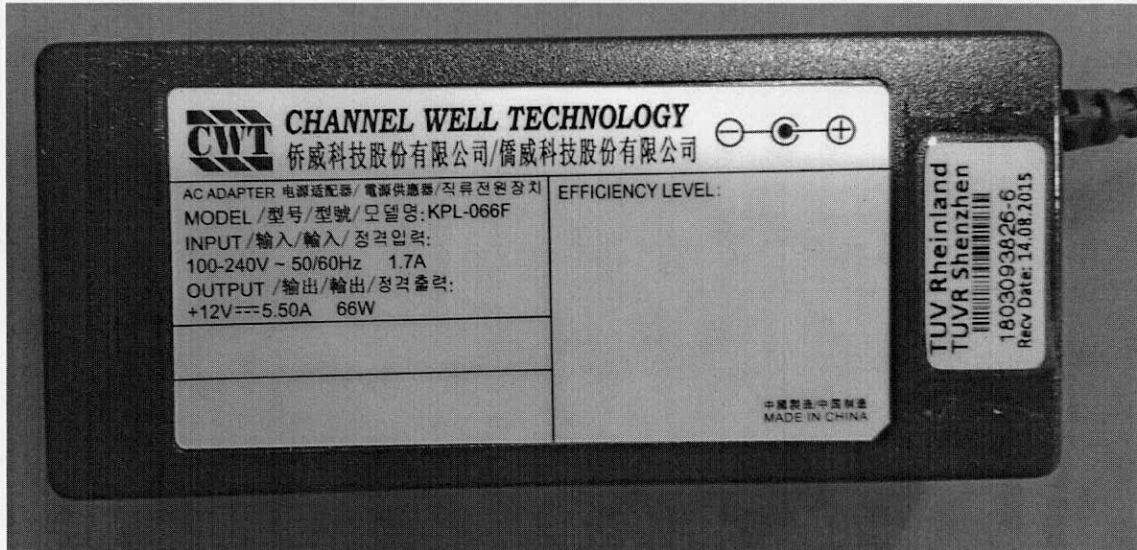 CWT
CHANNEL WELL TECHNOLOGY
侨威科技股份有限公司/僑威科技股份有限公司
AC ADAPTER 电源适配器/電源供應器/직류전원장치
MODEL/型号/型號/모델명:KPL-066F
INPUT/输入/輸入/정격입력:
100-240V ~ 50/60Hz 1.7A
OUTPUT/输出/輸出/정격출력:
+12V⎓5.50A 66W
EFFICIENCY LEVEL:
中國製造/中国制造
MADE IN CHINA
TUV Rheinland
TUVR Shenzhen
1803093826-6
Recv Date: 14.08.2015